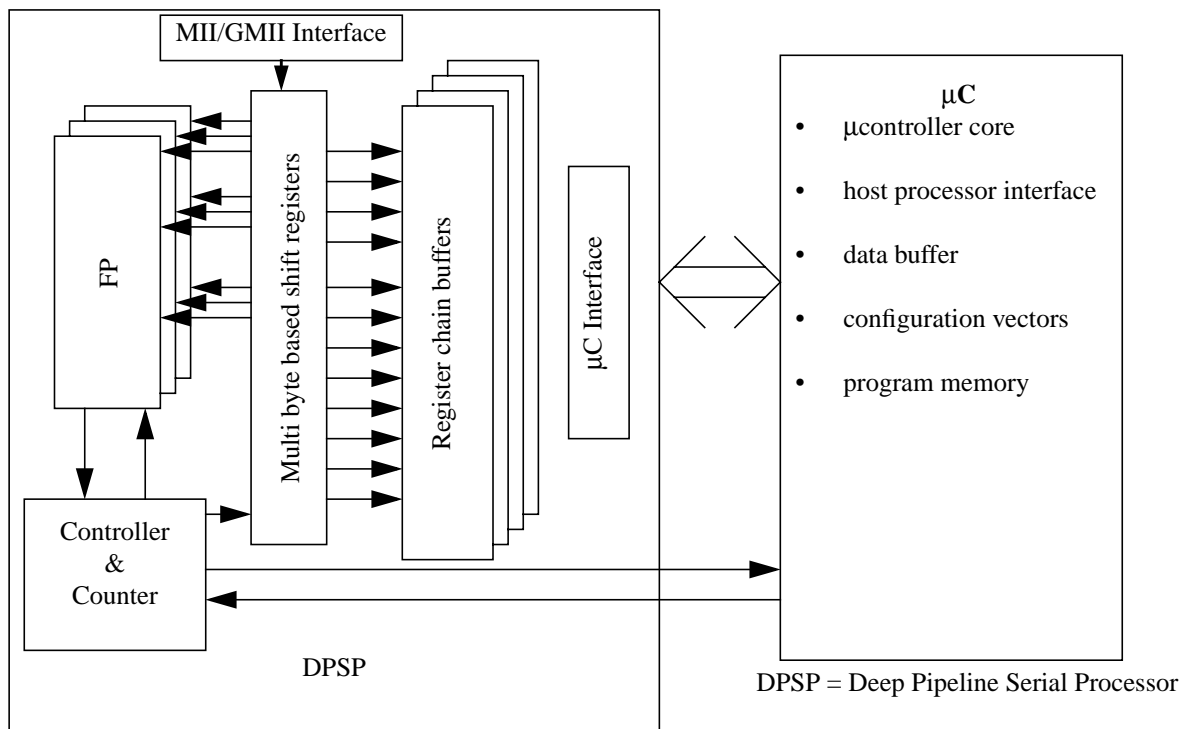 MII/GMII Interface
FP
Multi byte based shift registers
Register chain buffers
µC Interface
Controller
&
Counter
DPSP
µC
• µcontroller core
• host processor interface
• data buffer
• configuration vectors
• program memory
DPSP = Deep Pipeline Serial Processor